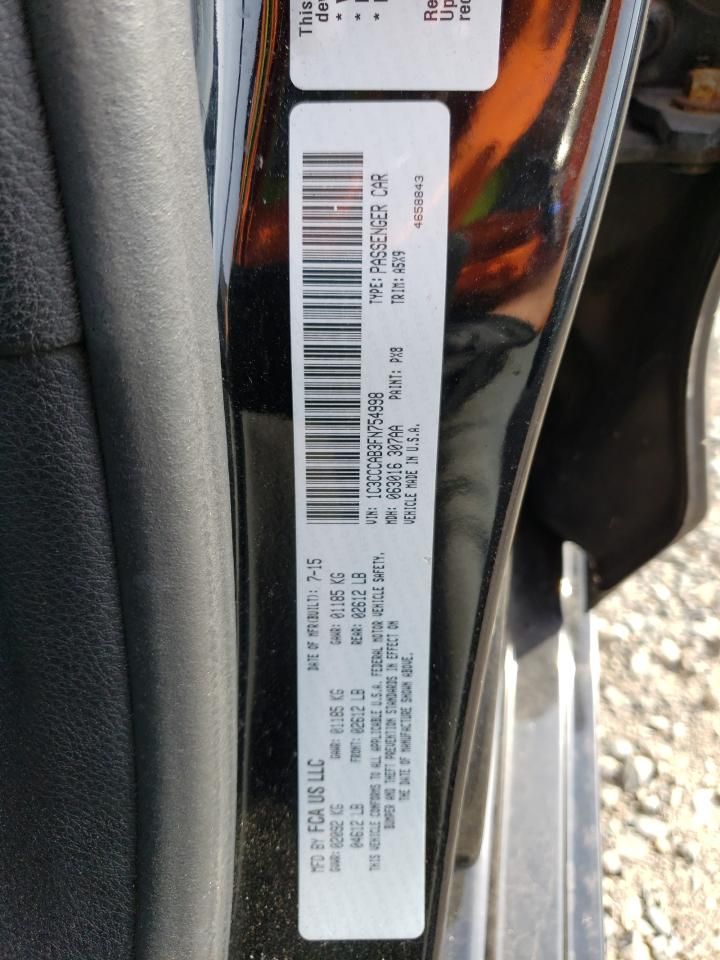 MFD BY FCA US LLC
DATE OF MFR(BUILT): 7-15
GVWR: 02092 KG
GAWR: 01185 KG
GAWR: 01185 KG
04612 LB
FRONT: 02612 LB
REAR: 02612 LB
THIS VEHICLE CONFORMS TO ALL APPLICABLE U.S.A. FEDERAL MOTOR VEHICLE SAFETY,
BUMPER AND THEFT PREVENTION STANDARDS IN EFFECT ON
THE DATE OF MANUFACTURE SHOWN ABOVE.
VIN: 1C3CCCAB3FN754998
TYPE: PASSENGER CAR
MDH: 063016 307AA
PAINT: PX8
TRIM: A5X9
VEHICLE MADE IN U.S.A.
4658843
This
Re
Up